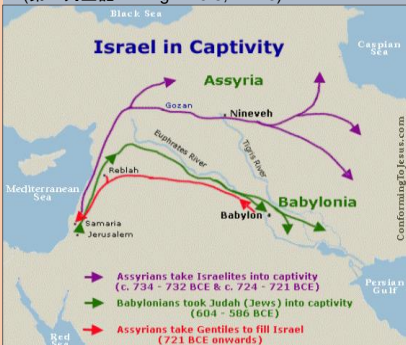 Black Sea
Israel in Captivity
Caspian
Sea
Assyria
Gozan
Nineveh
Euphrates River
Tigris River
Reblah
Mediterranean
Sea
Babylonia
Samaria
Babylon
Jerusalem
ConformingToJesus.com
Assyrians take Israelites into captivity
(c. 734 - 732 BCE & c. 724 - 721 BCE)
Persian
Gulf
Babylonians took Judah (Jews) into captivity
(604 - 586 BCE)
Red
Sea
Assyrians take Gentiles to fill Israel
(721 BCE onwards)